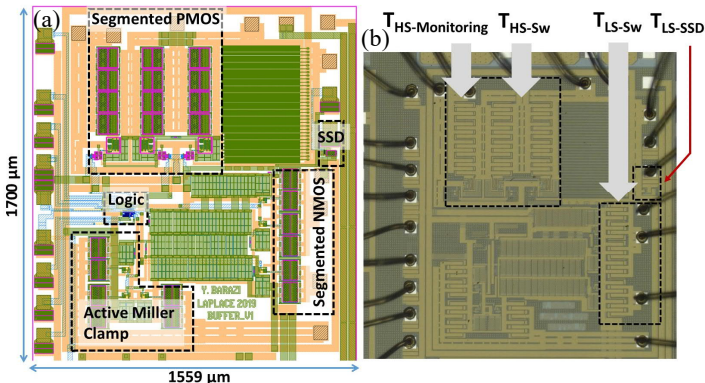 (a)
Segmented PMOS
SSD
Logic
Segmented NMOS
Active Miller
Clamp
Y. BARAZI
LAPLACE 2019
BUFFER_V1
1700 µm
1559 µm
(b)
THS-Monitoring
THS-Sw
TLS-Sw
TLS-SSD